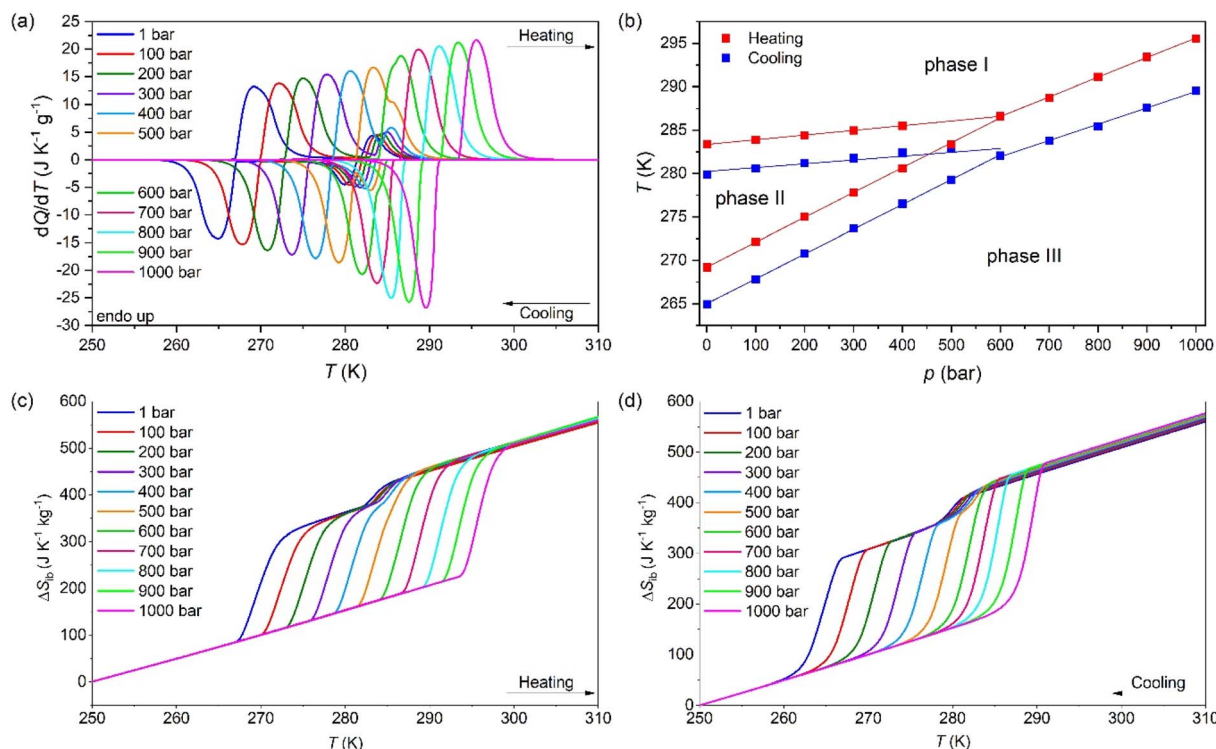 (a)
25
20
15
10
5
0
-5
-10
-15
-20
-25
-30
dQ/dT (J K⁻¹ g⁻¹)
1 bar
100 bar
200 bar
300 bar
400 bar
500 bar
600 bar
700 bar
800 bar
900 bar
1000 bar
Heating
Cooling
endo up
250 260 270 280 290 300 310
T (K)
(b)
295
290
285
280
275
270
265
T (K)
Heating
Cooling
phase I
phase II
phase III
0 100 200 300 400 500 600 700 800 900 1000
p (bar)
(c)
600
500
400
300
200
100
0
ΔS_ib (J K⁻¹ kg⁻¹)
1 bar
100 bar
200 bar
300 bar
400 bar
500 bar
600 bar
700 bar
800 bar
900 bar
1000 bar
Heating
250 260 270 280 290 300 310
T (K)
(d)
600
500
400
300
200
100
0
ΔS_ib (J K⁻¹ kg⁻¹)
1 bar
100 bar
200 bar
300 bar
400 bar
500 bar
600 bar
700 bar
800 bar
900 bar
1000 bar
Cooling
250 260 270 280 290 300 310
T (K)